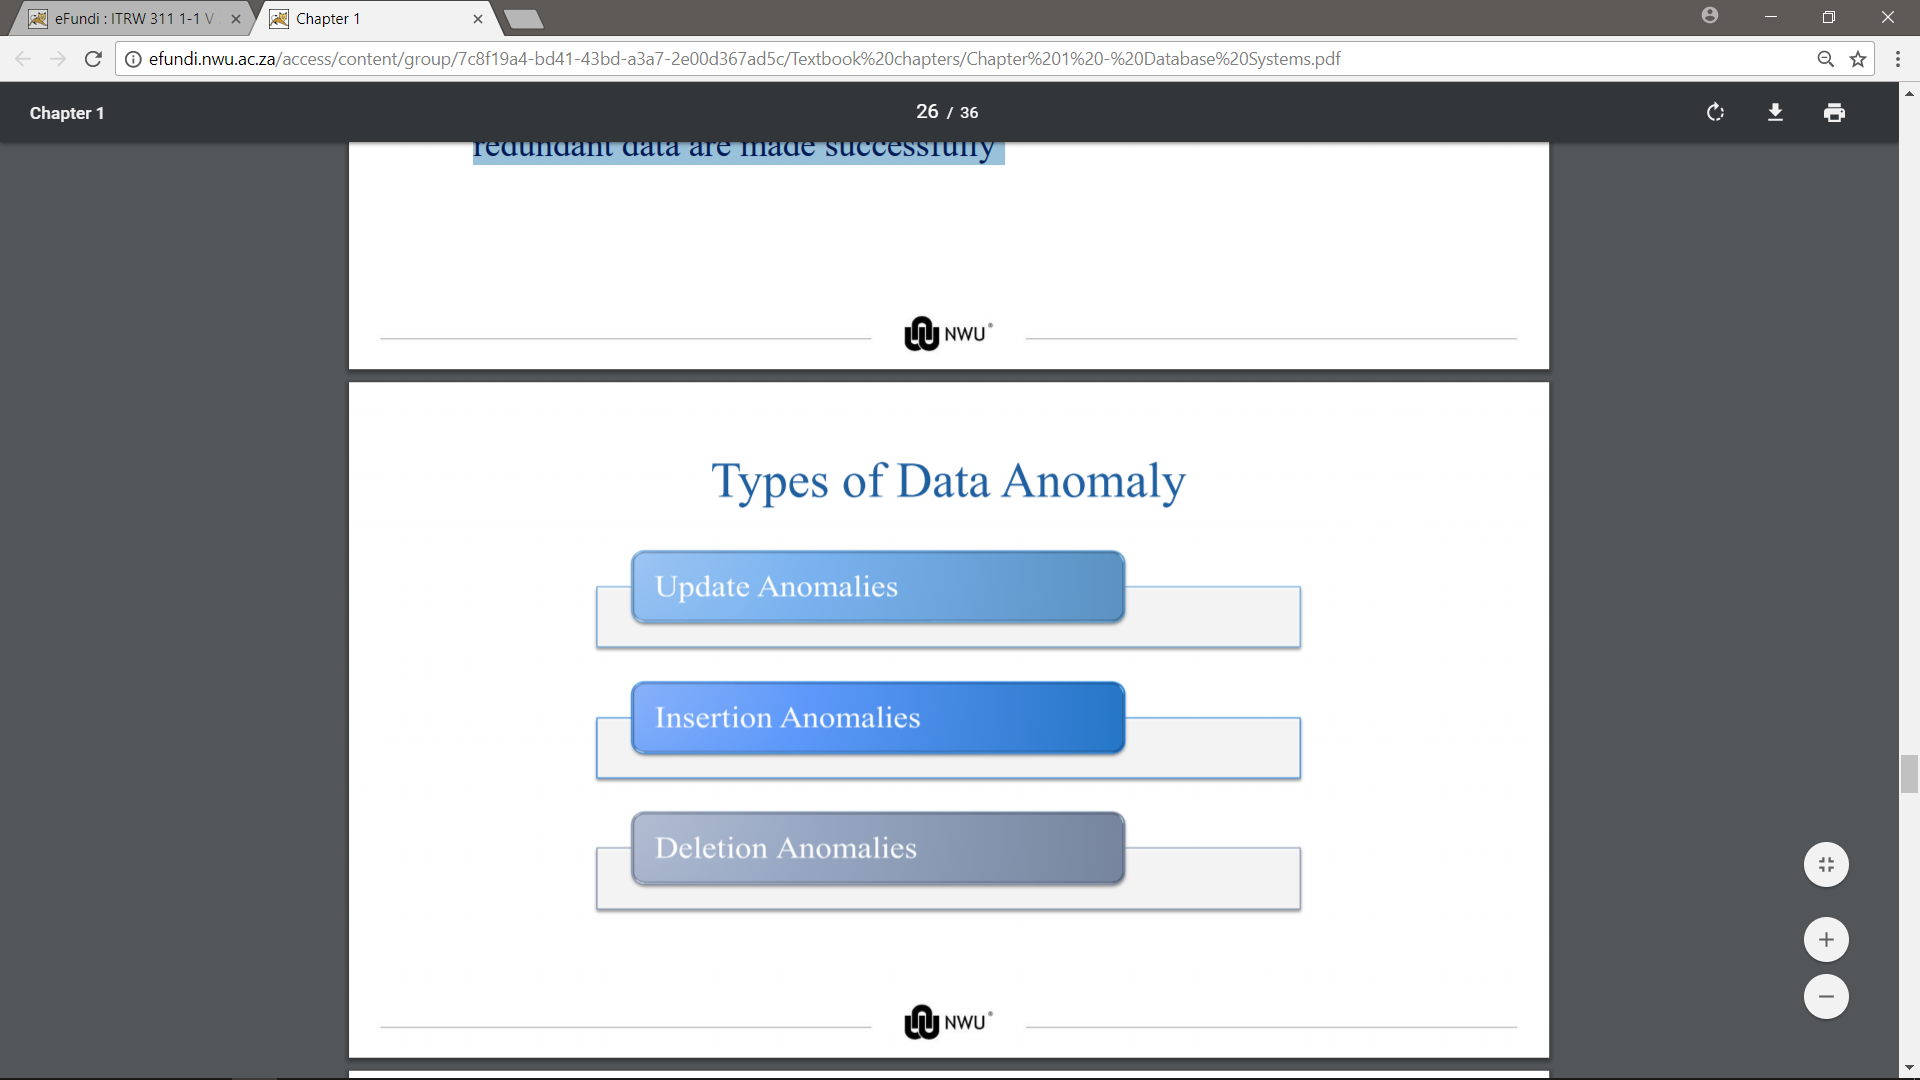 eFundi : ITRW 311 1-1 V
Chapter 1
efundi.nwu.ac.za/access/content/group/7c8f19a4-bd41-43bd-a3a7-2e00d367ad5c/Textbook%20chapters/Chapter%201%20-%20Database%20Systems.pdf
Chapter 1
26 / 36
redundant data are made successfully
NWU®
Types of Data Anomaly
Update Anomalies
Insertion Anomalies
Deletion Anomalies
NWU®